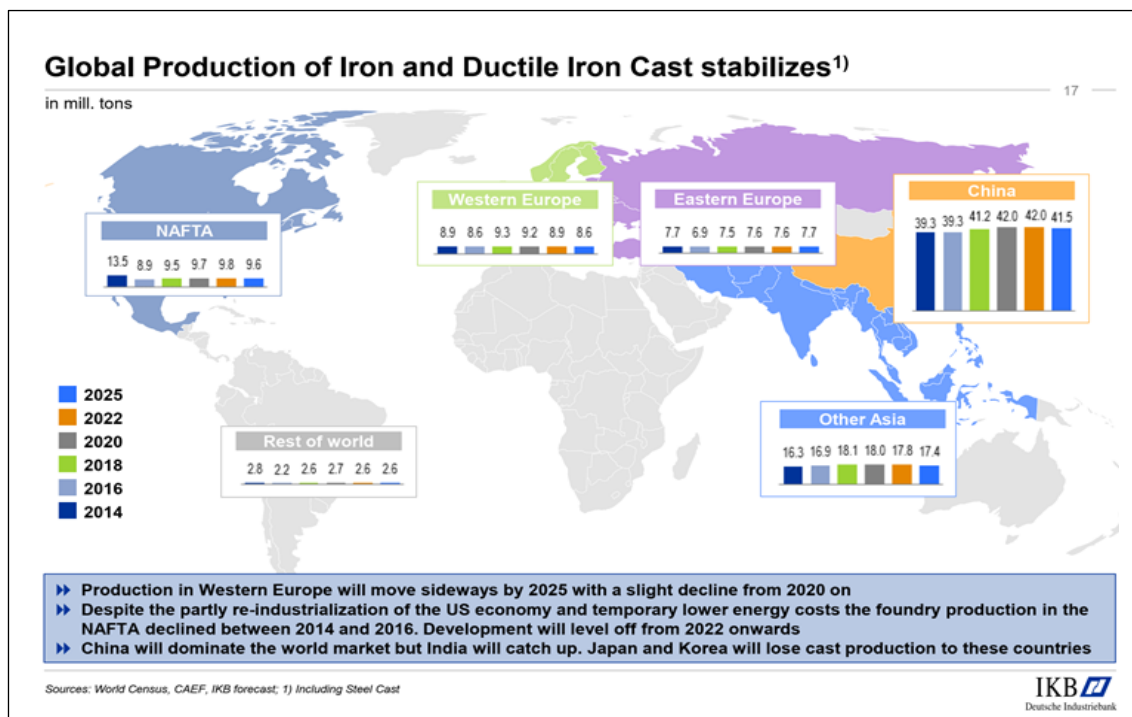 Global Production of Iron and Ductile Iron Cast stabilizes1)
17
in mill. tons
NAFTA
13.5 8.9 9.5 9.7 9.8 9.6
Western Europe
8.9 8.6 9.3 9.2 8.9 8.6
Eastern Europe
7.7 6.9 7.5 7.6 7.6 7.7
China
39.3 39.3 41.2 42.0 42.0 41.5
2025
2022
2020
2018
2016
2014
Rest of world
2.8 2.2 2.6 2.7 2.6 2.6
Other Asia
16.3 16.9 18.1 18.0 17.8 17.4
Production in Western Europe will move sideways by 2025 with a slight decline from 2020 on
Despite the partly re-industrialization of the US economy and temporary lower energy costs the foundry production in the
NAFTA declined between 2014 and 2016. Development will level off from 2022 onwards
China will dominate the world market but India will catch up. Japan and Korea will lose cast production to these countries
Sources: World Census, CAEF, IKB forecast; 1) Including Steel Cast
IKB
Deutsche Industriebank